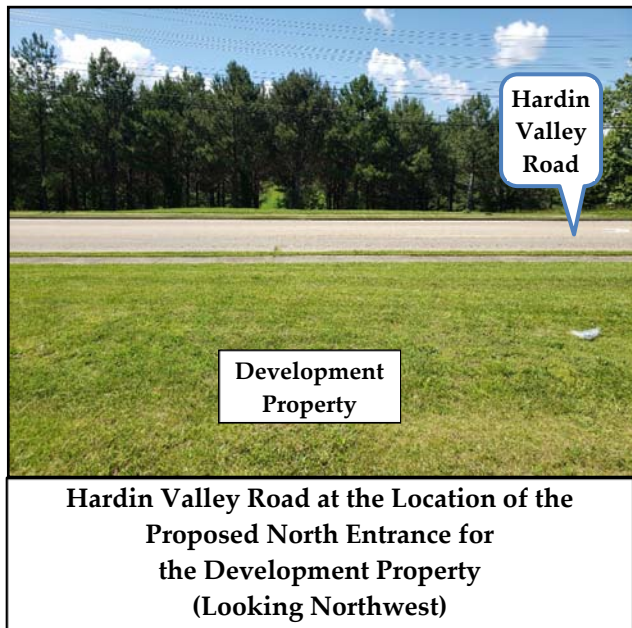 Hardin
Valley
Road
Development
Property
Hardin Valley Road at the Location of the
Proposed North Entrance for
the Development Property
(Looking Northwest)